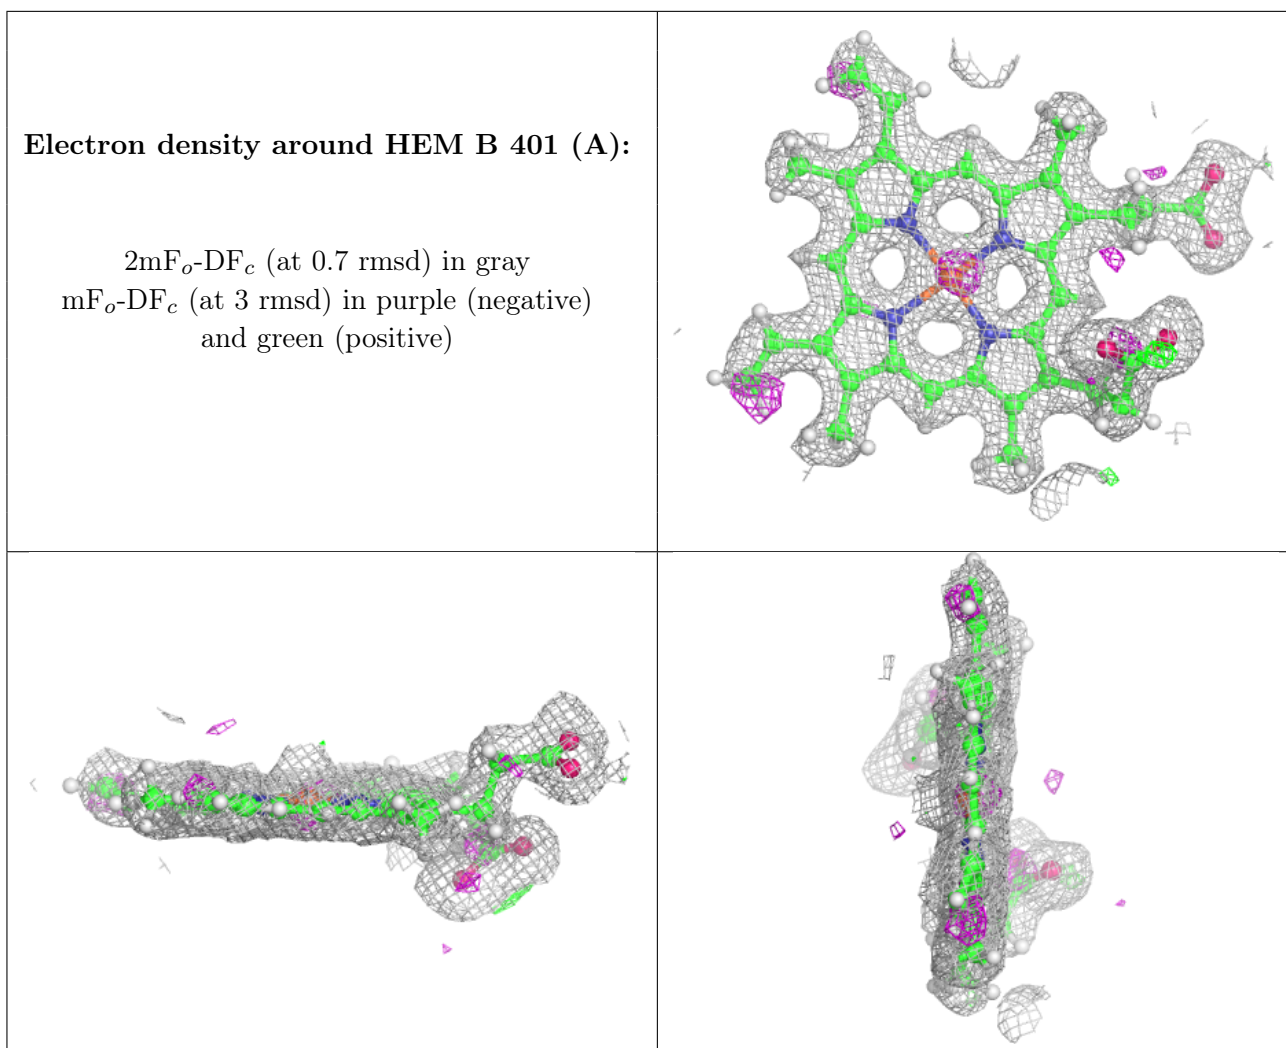 Electron density around HEM B 401 (A):
2mF$_o$-DF$_c$ (at 0.7 rmsd) in gray
mF$_o$-DF$_c$ (at 3 rmsd) in purple (negative)
and green (positive)